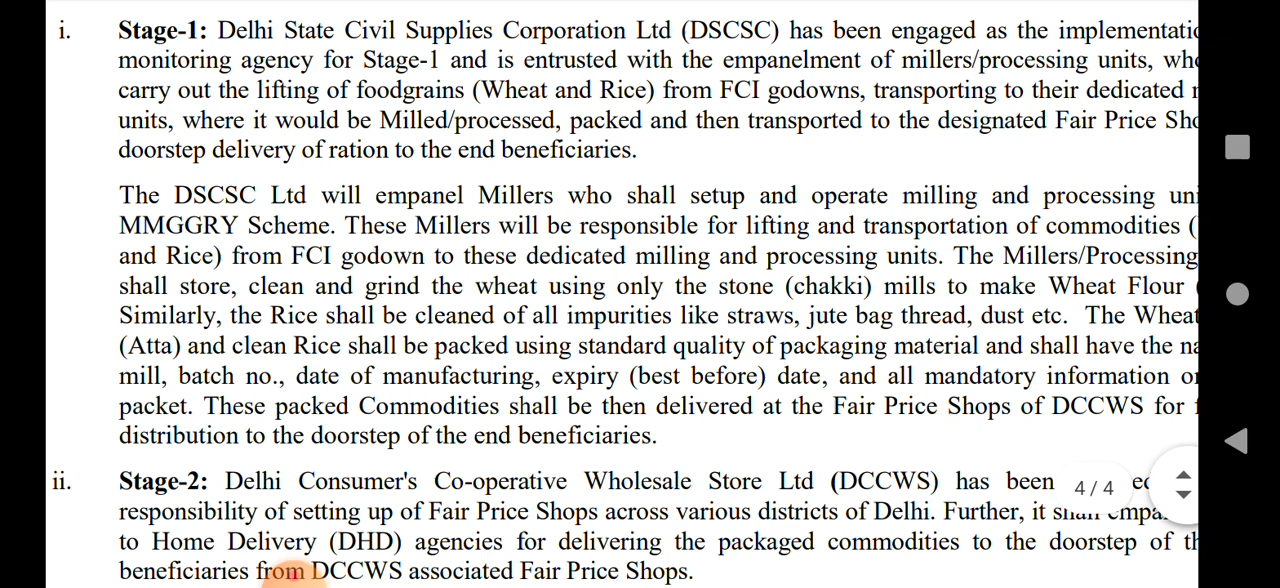 i. Stage-1: Delhi State Civil Supplies Corporation Ltd (DSCSC) has been engaged as the
monitoring agency for Stage-1 and is entrusted with the empanelment of millers/processing units,
carry out the lifting of foodgrains (Wheat and Rice) from FCI godowns, transporting to their dedicated
units, where it would be Milled/processed, packed and then transported to the designated Fair Price
doorstep delivery of ration to the end beneficiaries.
The DSCSC Ltd will empanel Millers who shall setup and operate milling and processing
MMGGRY Scheme. These Millers will be responsible for lifting and transportation of commodities (
and Rice) from FCI godown to these dedicated milling and processing units. The Millers/Processing
shall store, clean and grind the wheat using only the stone (chakki) mills to make Wheat Flour
Similarly, the Rice shall be cleaned of all impurities like straws, jute bag thread, dust etc. The Wheat
(Atta) and clean Rice shall be packed using standard quality of packaging material and shall have the
mill, batch no., date of manufacturing, expiry (best before) date, and all mandatory information
packet. These packed Commodities shall be then delivered at the Fair Price Shops of DCCWS for
distribution to the doorstep of the end beneficiaries.
ii. Stage-2: Delhi Consumer's Co-operative Wholesale Store Ltd (DCCWS) has been
4/4
responsibility of setting up of Fair Price Shops across various districts of Delhi. Further, it
to Home Delivery (DHD) agencies for delivering the packaged commodities to the doorstep of
beneficiaries from DCCWS associated Fair Price Shops.